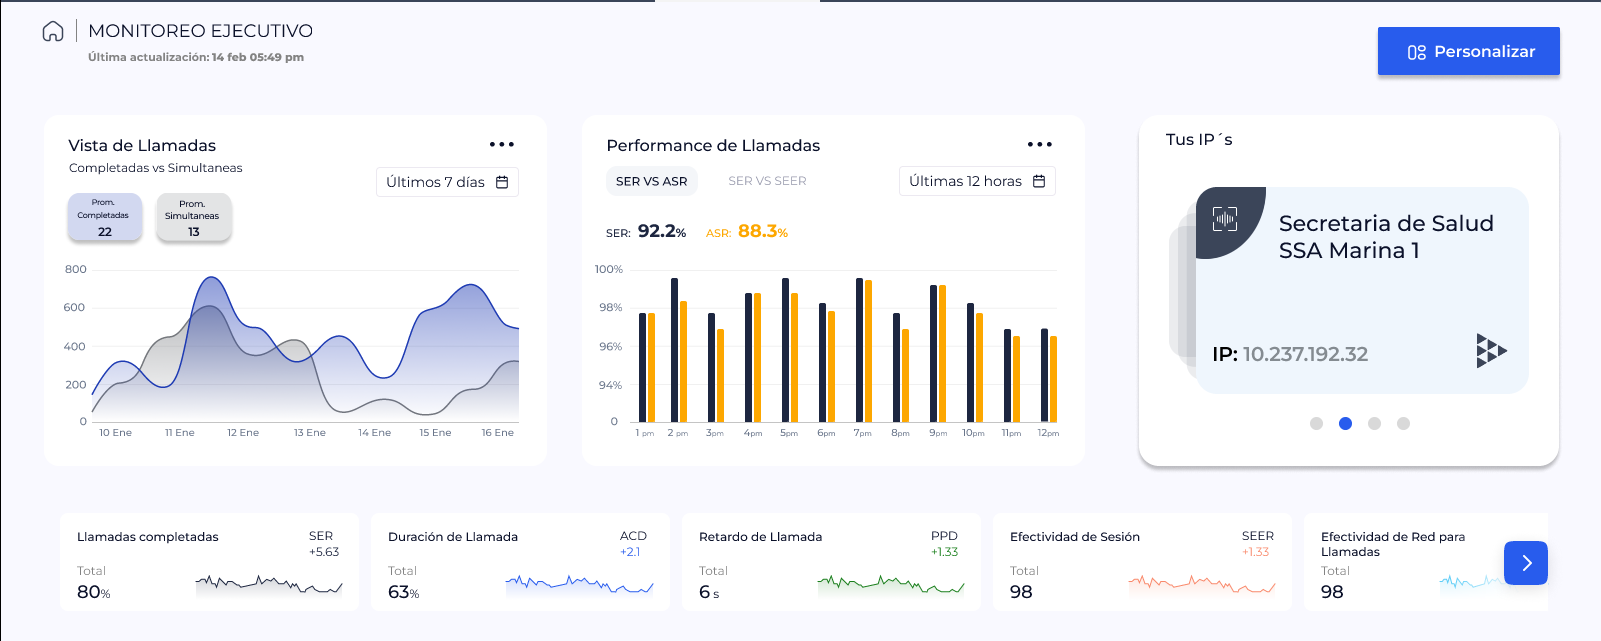 MONITOREO EJECUTIVO
Última actualización: 14 feb 05:49 pm
Personalizar
Vista de Llamadas
Completadas vs Simultaneas
Últimos 7 días
Prom.
Completadas
22
Prom.
Simultaneas
13
800
600
400
200
0
10 Ene
11 Ene
12 Ene
13 Ene
14 Ene
15 Ene
16 Ene
Performance de Llamadas
SER VS ASR
SER VS SEER
Últimas 12 horas
SER: 92.2%
ASR: 88.3%
100%
98%
96%
94%
0
1 pm
2 pm
3pm
4pm
5pm
6pm
7pm
8pm
9pm
10pm
11pm
12pm
Tus IP´s
Secretaria de Salud
SSA Marina 1
IP: 10.237.192.32
Llamadas completadas
SER
+5.63
Total
80%
Duración de Llamada
ACD
+2.1
Total
63%
Retardo de Llamada
PPD
+1.33
Total
6 s
Efectividad de Sesión
SEER
+1.33
Total
98
Efectividad de Red para
Llamadas
Total
98